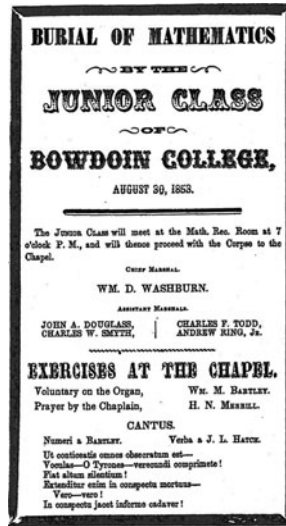 BURIAL OF MATHEMATICS
BY THE
JUNIOR CLASS
OF
BOWDOIN COLLEGE,
AUGUST 30, 1853.
The Junior Class will meet at the Math. Rec. Room at 7
o'clock P. M., and will thence proceed with the Corpse to the
Chapel.
Chief Marshal.
WM. D. WASHBURN.
Assistant Marshals.
JOHN A. DOUGLASS, CHARLES F. TODD,
CHARLES W. SMYTH, ANDREW RING, Jr.
EXERCISES AT THE CHAPEL.
Voluntary on the Organ, Wm. M. Bartley.
Prayer by the Chaplain, H. N. Merrill.
CANTUS.
Numeri a Bartley. Verba a J. L. Hatch.
Ut conticeatis omnes obsecratum est—
Voculas—O Tyrones—verecundi comprimete!
Fiat altum silentium!
Extenditur enim in conspectu mortuus—
Vero—vero!
In conspectu jacet informe cadaver!